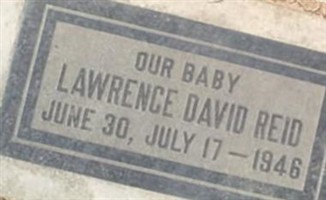 OUR BABY
LAWRENCE DAVID REID
JUNE 30, JULY 17 — 1946